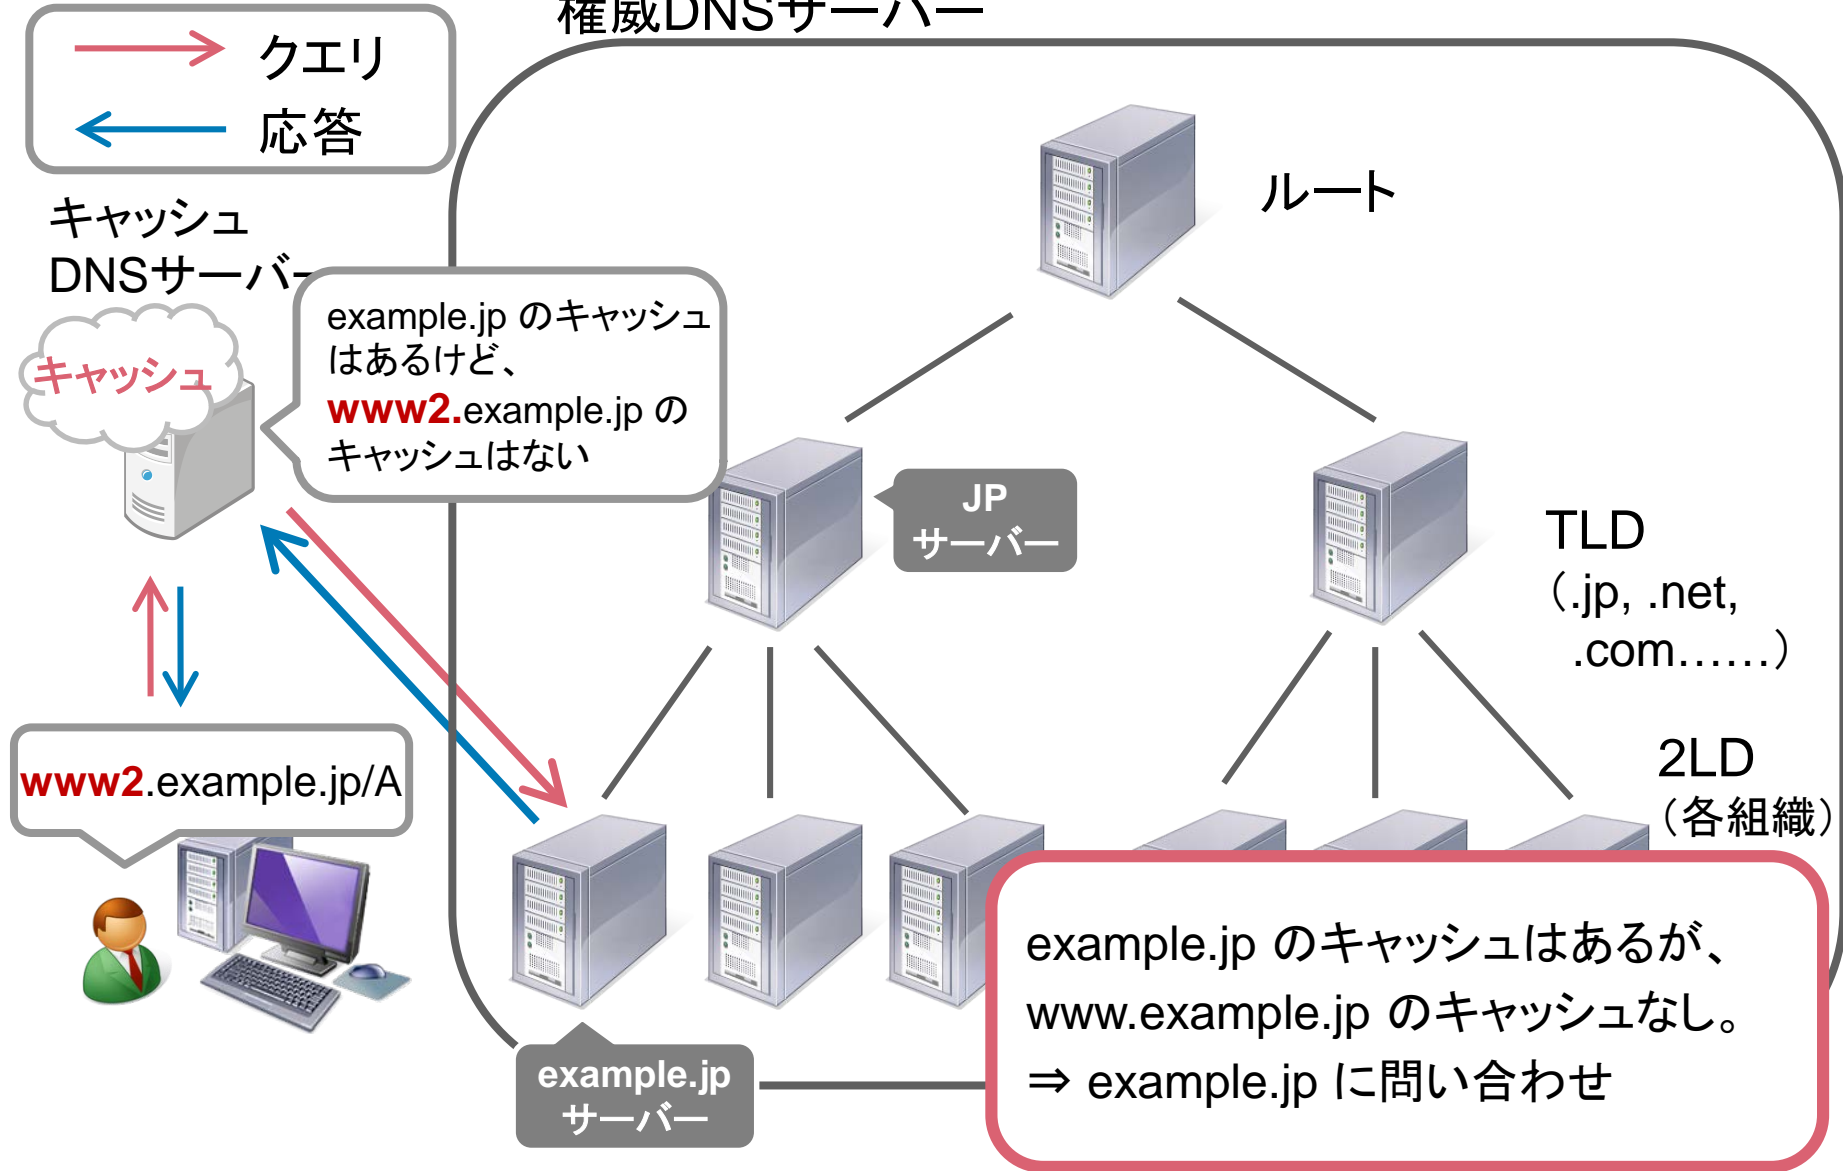 権威DNSサーバー
クエリ
応答
キャッシュ
DNSサーバー
キャッシュ
example.jp のキャッシュ
はあるけど、
www2.example.jp の
キャッシュはない
ルート
JP
サーバー
TLD
（.jp, .net,
.com……）
2LD
（各組織）
www2.example.jp/A
example.jp
サーバー
example.jp のキャッシュはあるが、
www.example.jp のキャッシュなし。
⇒ example.jp に問い合わせ